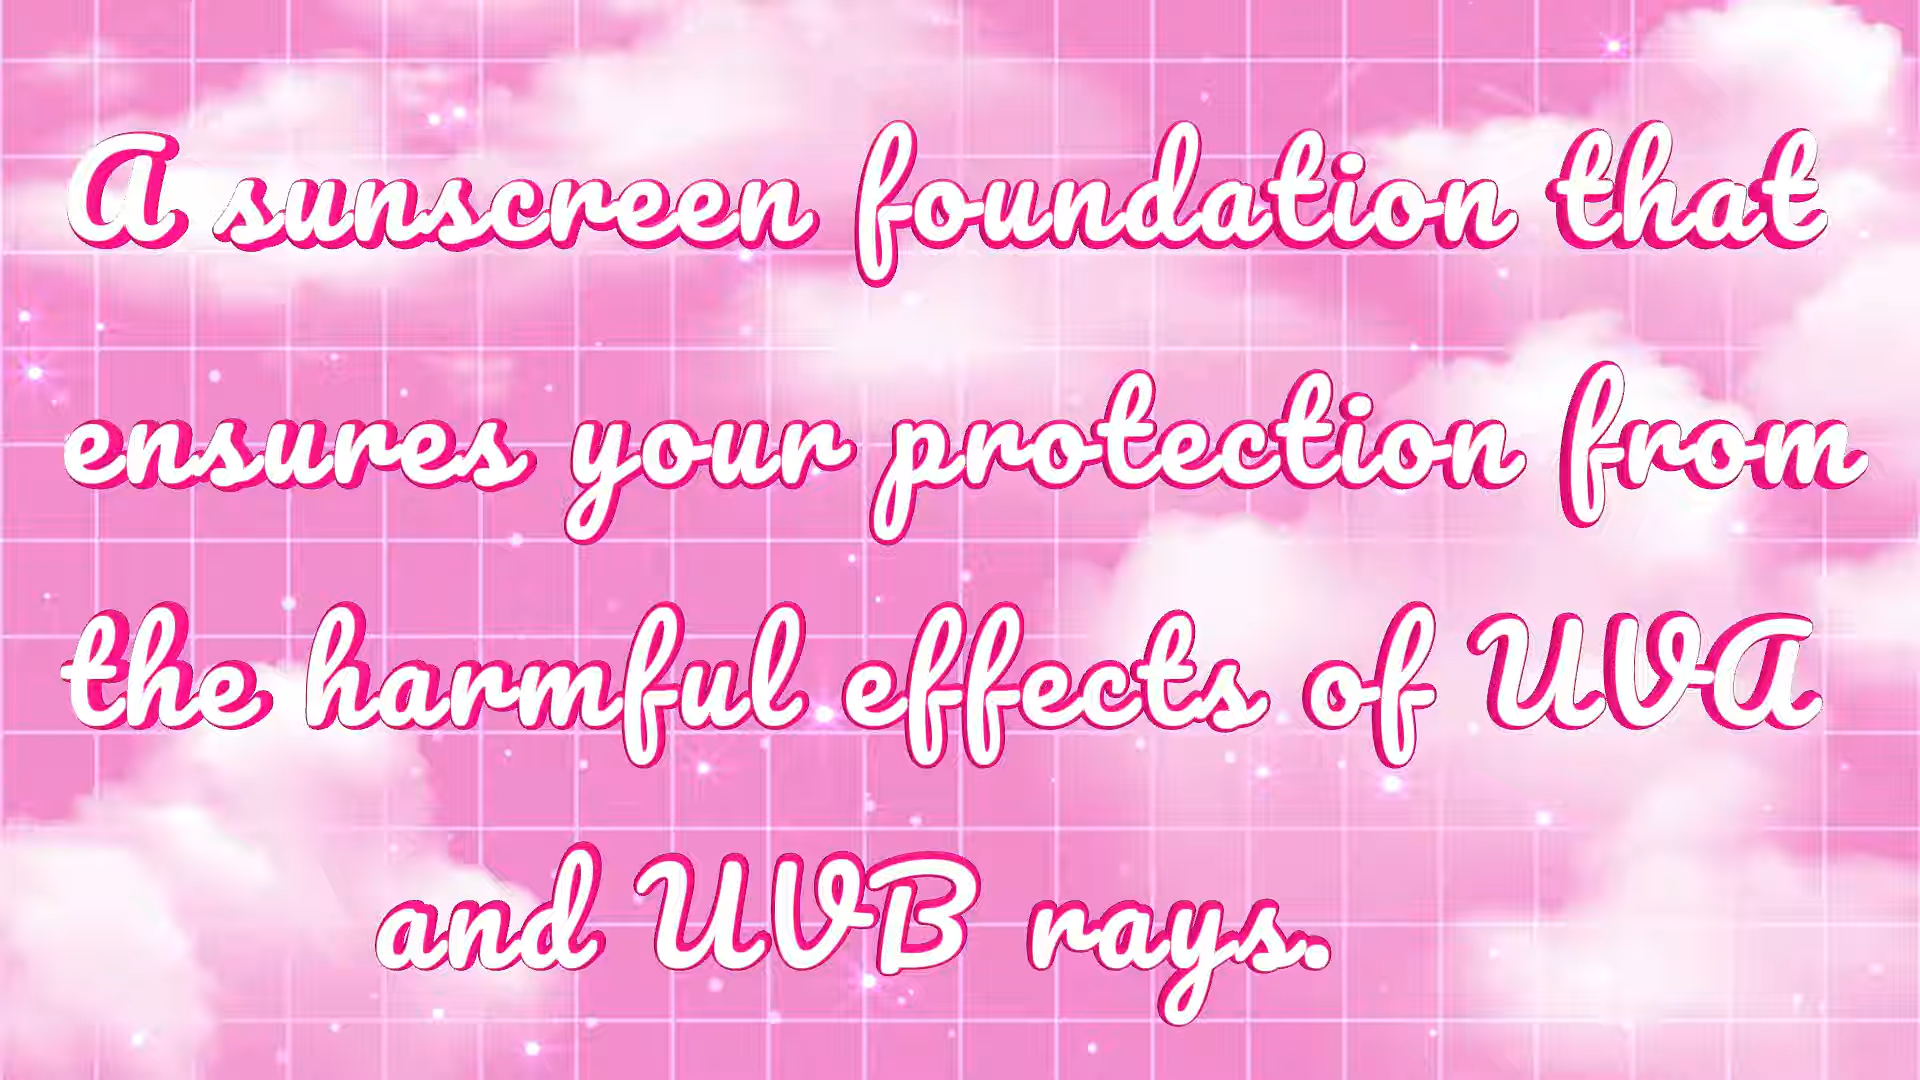 A sunscreen foundation that
ensures your protection from
the harmful effects of UVA
and UVB rays.